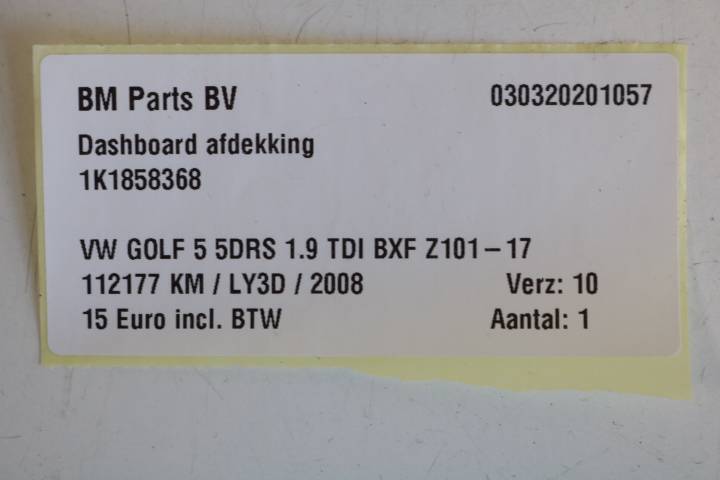 BM Parts BV 030320201057
Dashboard afdekking
1K1858368
VW GOLF 5 5DRS 1.9 TDI BXF Z101-17
112177 KM / LY3D / 2008 Verz: 10
15 Euro incl. BTW Aantal: 1